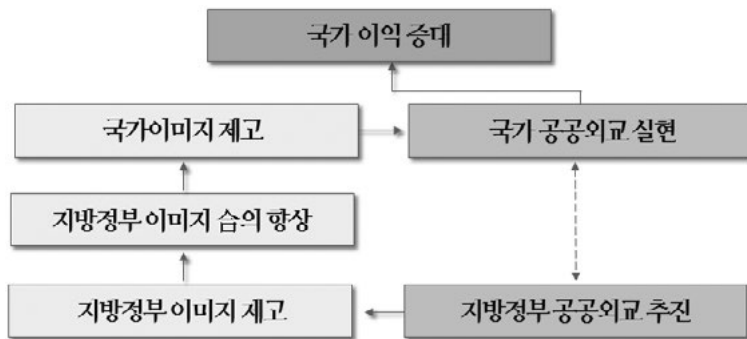 국가 이익 증대
국가이미지 제고
국가 공공외교 실현
지방정부 이미지 숨의 향상
지방정부 이미지 재고
지방정부 공공외교 추진